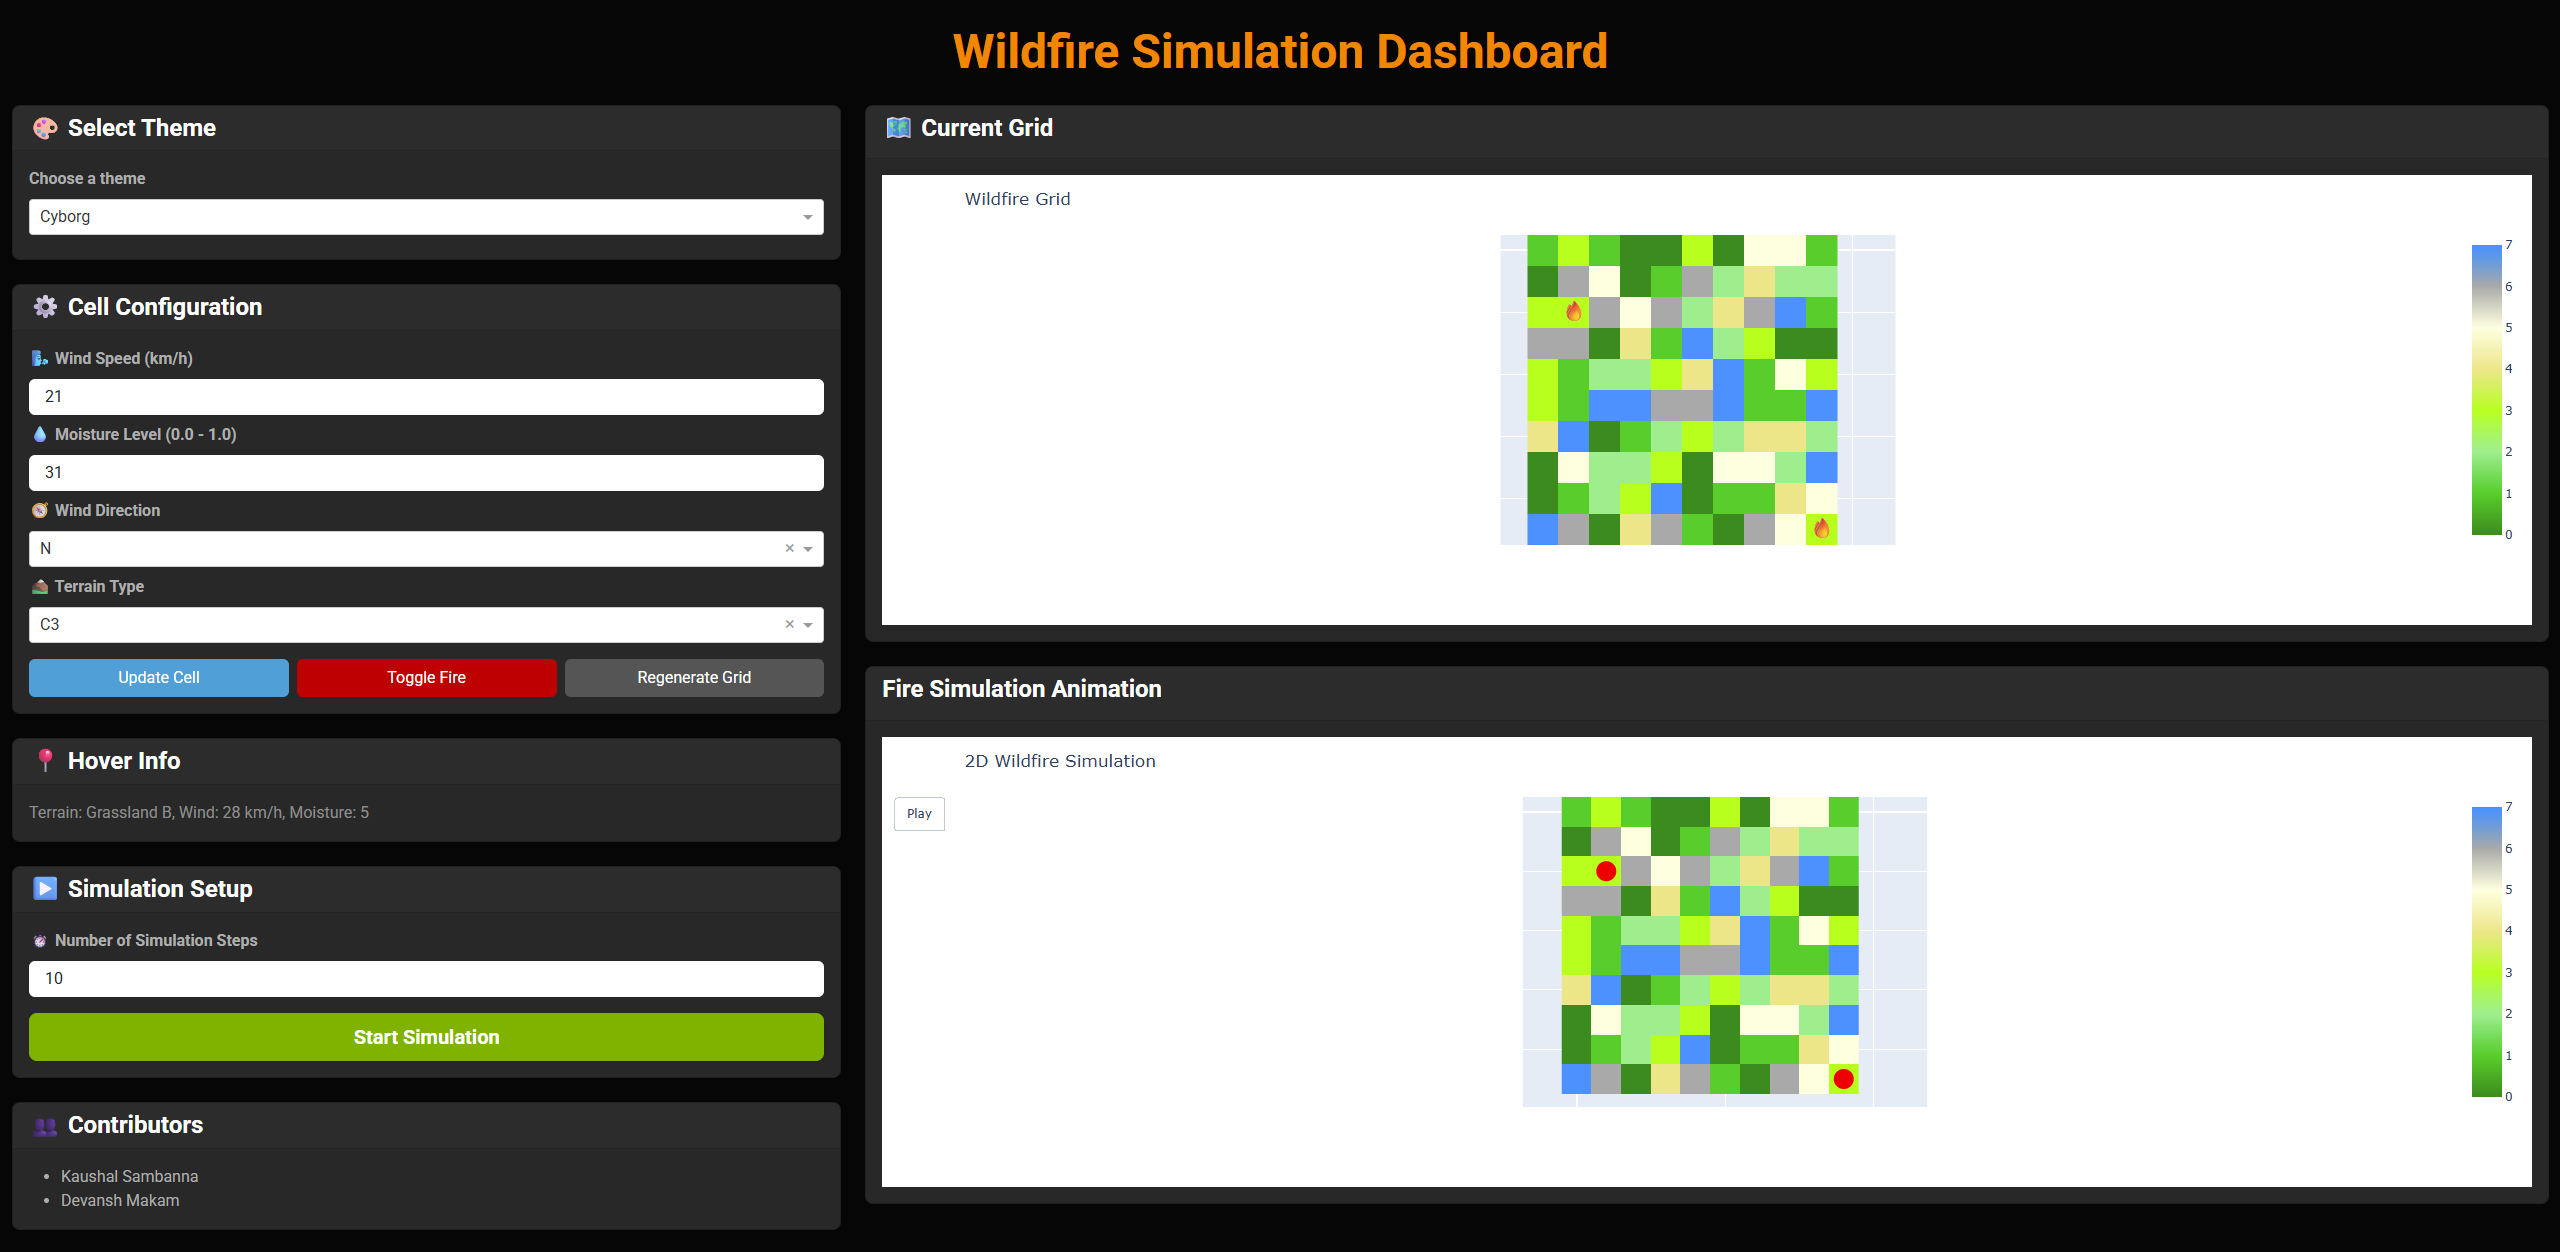 Wildfire Simulation Dashboard
Select Theme
Choose a theme
Cyborg
Cell Configuration
Wind Speed (km/h)
21
Moisture Level (0.0 - 1.0)
31
Wind Direction
N
Terrain Type
C3
Update Cell
Toggle Fire
Regenerate Grid
Hover Info
Terrain: Grassland B, Wind: 28 km/h, Moisture: 5
Simulation Setup
Number of Simulation Steps
10
Start Simulation
Contributors
Kaushal Sambanna
Devansh Makam
Current Grid
Wildfire Grid
7
6
5
4
3
2
1
0
Fire Simulation Animation
2D Wildfire Simulation
Play
7
6
5
4
3
2
1
0